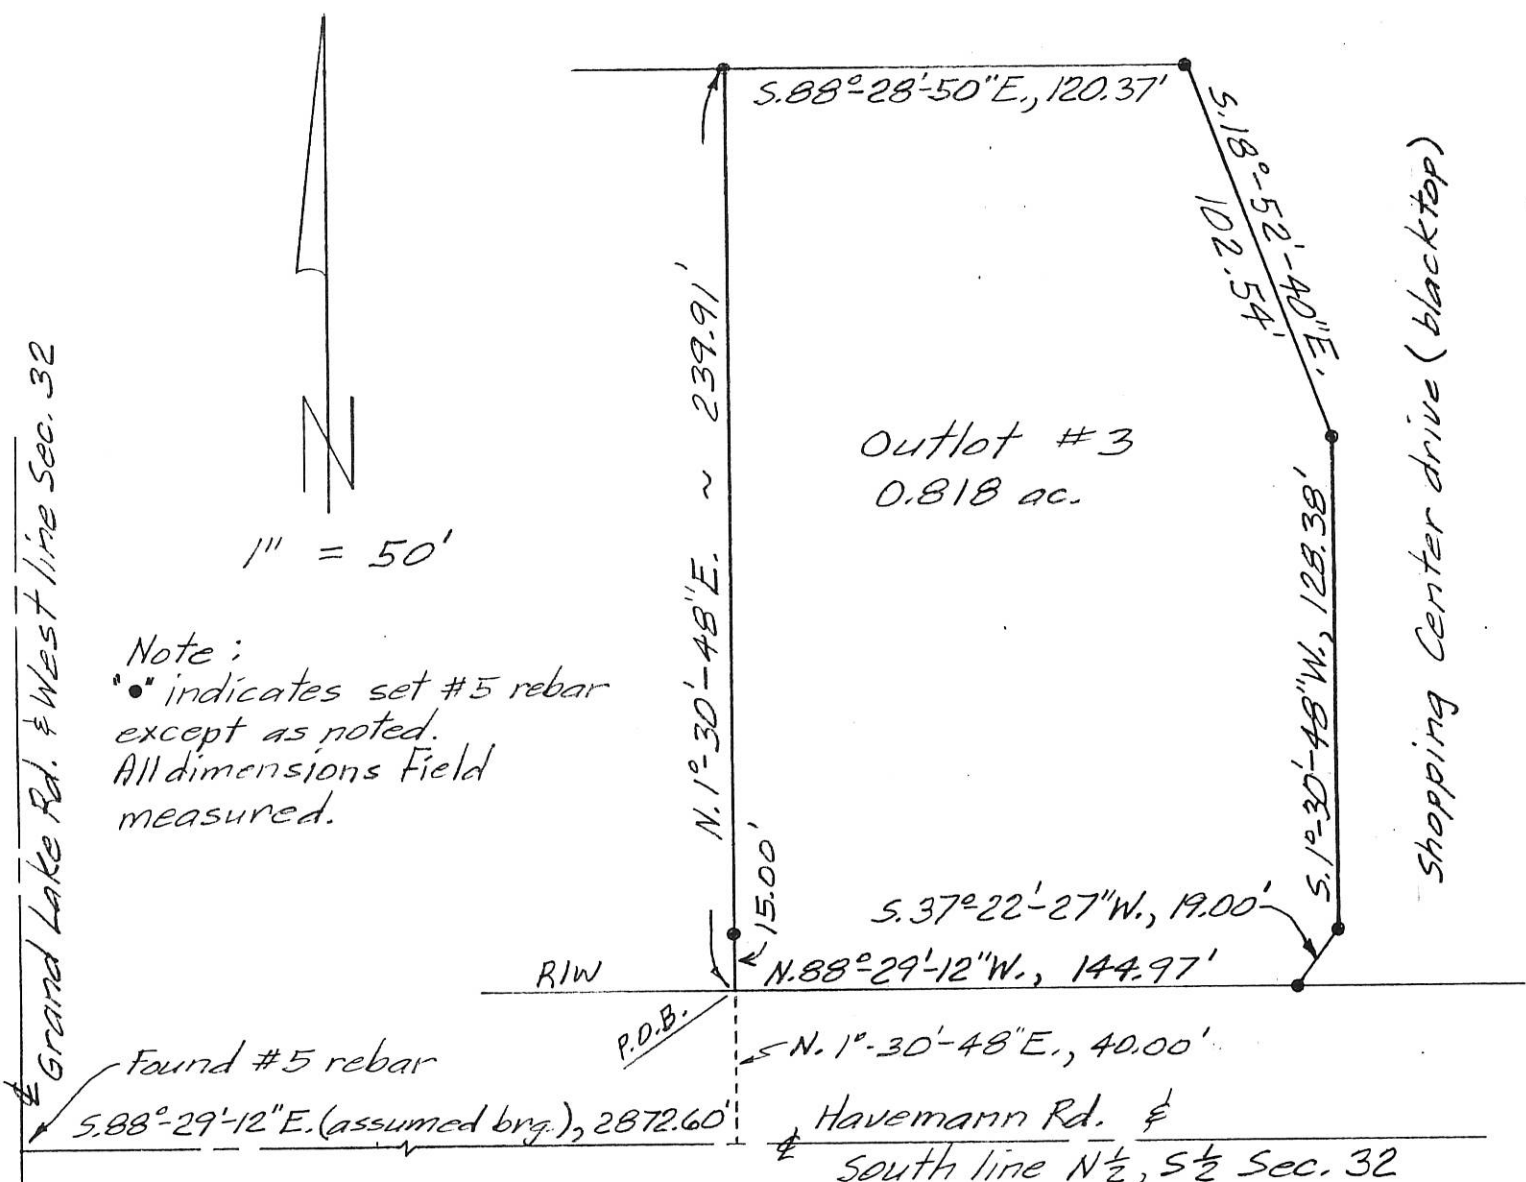 S.88°-28'-50"E., 120.37'
S.18°-52'-40"E.
102.54'
Shopping Center drive (blacktop)
N
1" = 50'
N.1°-30'-48"E. ~ 239.91'
Outlot #3
0.818 ac.
S.1°-30'-48"W., 128.38'
℄ Grand Lake Rd. & West line Sec. 32
Note:
"•" indicates set #5 rebar
except as noted.
All dimensions Field
measured.
15.00'
S.37°-22'-27"W., 19.00'
R/W
N.88°-29'-12"W., 144.97'
P.O.B.
N. 1°-30'-48"E., 40.00'
Found #5 rebar
S.88°-29'-12"E. (assumed brg.), 2872.60'
℄ Havemann Rd. &
South line N½, S½ Sec. 32